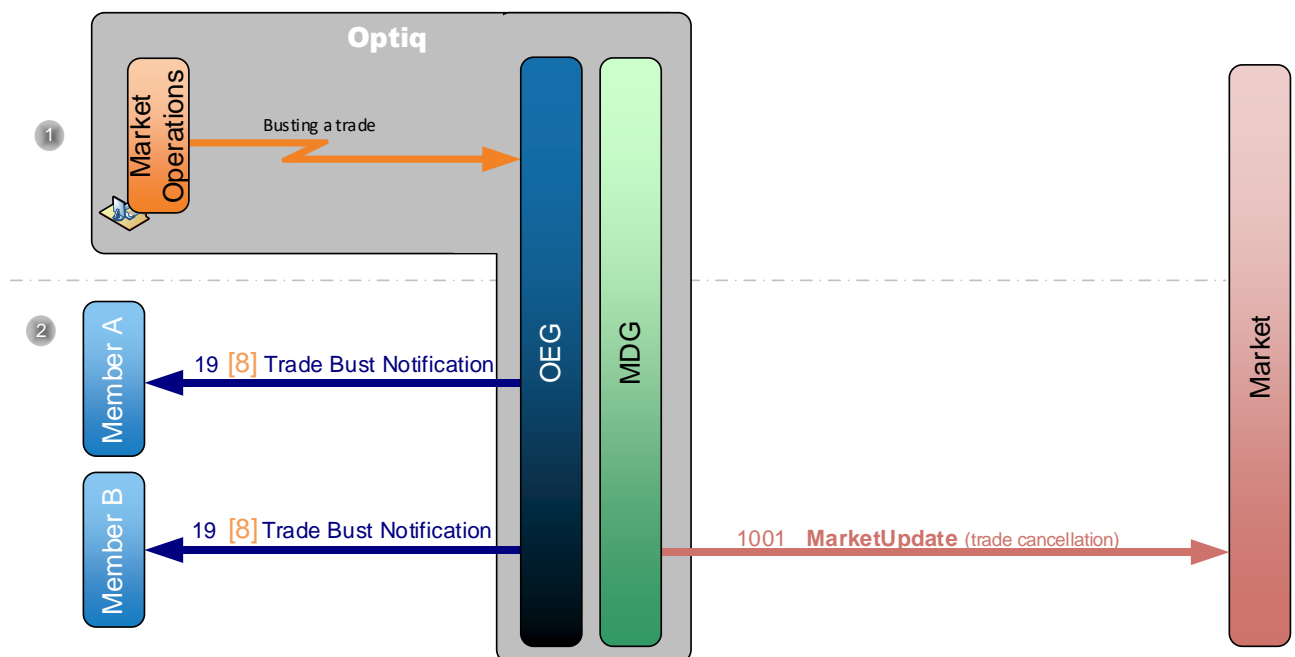 Optiq
Market
Operations
1
Busting a trade
OEG
MDG
Market
2
Member A
19 [8] Trade Bust Notification
Member B
19 [8] Trade Bust Notification
1001 MarketUpdate (trade cancellation)